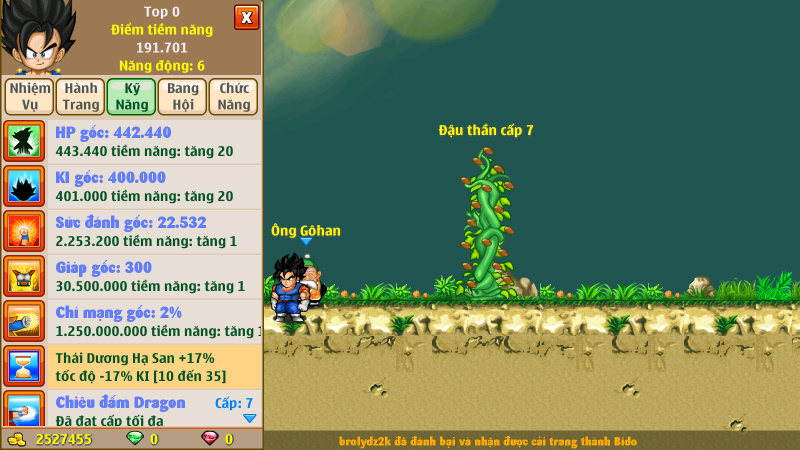 Top 0
Điểm tiềm năng
191.701
Năng động: 6
X
Nhiệm Vụ
Hành Trang
Kỹ Năng
Bang Hội
Chức Năng
HP gốc: 442.440
443.440 tiềm năng: tăng 20
KI gốc: 400.000
401.000 tiềm năng: tăng 20
Sức đánh gốc: 22.532
2.253.200 tiềm năng: tăng 1
Giáp gốc: 300
30.500.000 tiềm năng: tăng 1
Chí mạng gốc: 2%
1.250.000.000 tiềm năng: tăng 1
Thái Dương Hạ San +17%
tốc độ -17% KI [10 đến 35]
Chiêu đấm Dragon Cấp: 7
Đã đạt cấp tối đa
2527455 0 0
Đậu thần cấp 7
Ông Gôhan
brolydz2k đã đánh bại và nhận được cải trang thành Bido